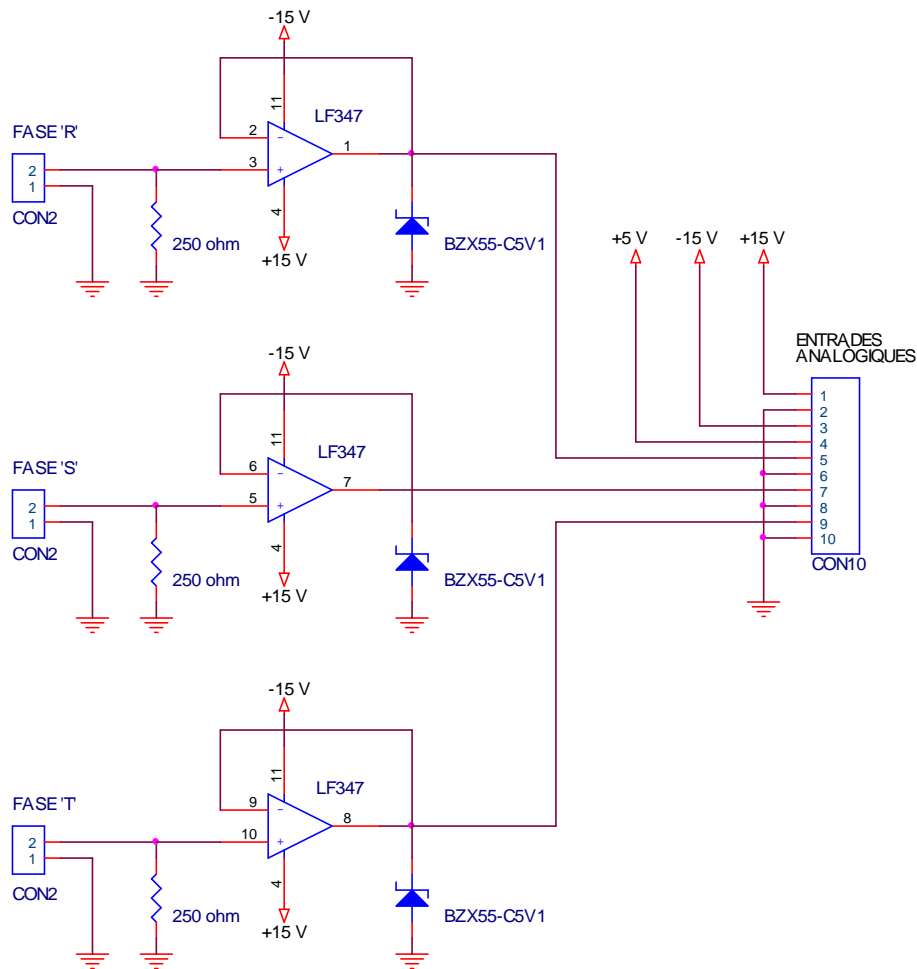 -15 V
11
LF347
FASE 'R'
2
1
3
2
1
4
CON2
250 ohm
+15 V
BZX55-C5V1
+5 V
-15 V
+15 V
ENTRADES
ANALÒGIQUES
1
2
3
4
5
6
7
8
9
10
CON10
-15 V
11
LF347
FASE 'S'
6
7
5
2
1
4
CON2
250 ohm
+15 V
BZX55-C5V1
-15 V
11
LF347
FASE 'T'
9
8
10
2
1
4
CON2
250 ohm
+15 V
BZX55-C5V1